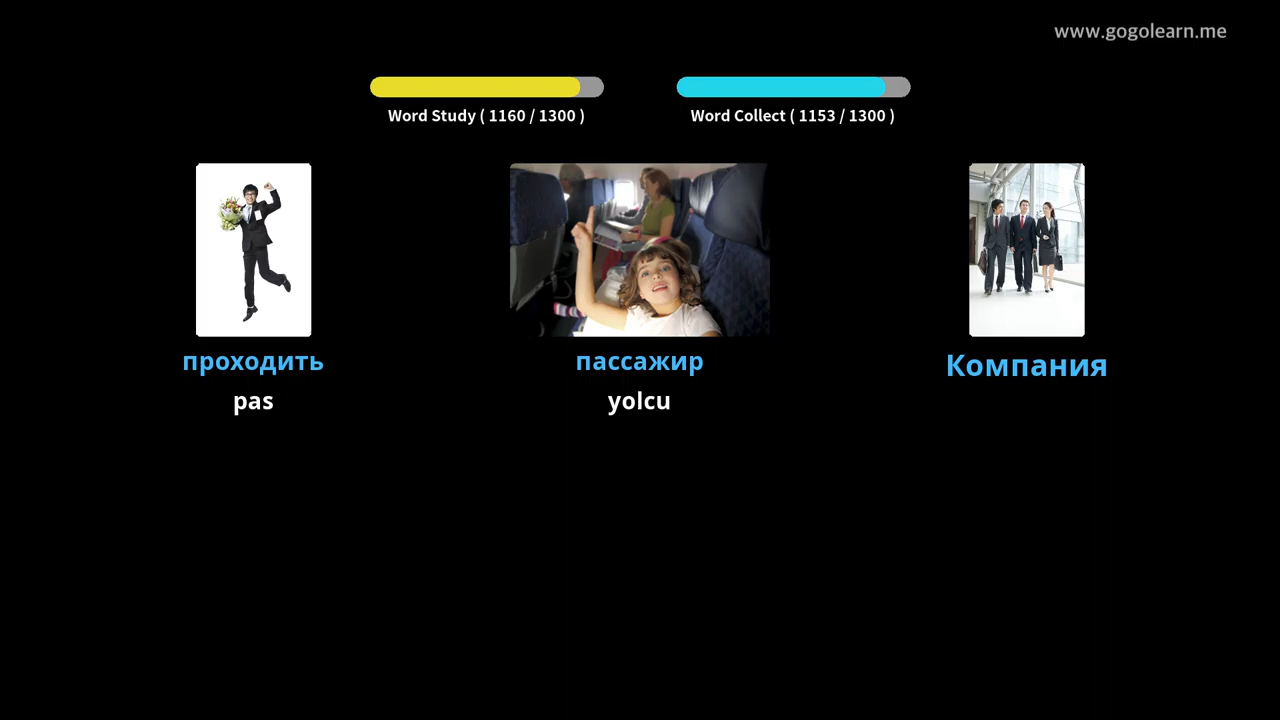 www.gogolearn.me
Word Study ( 1160 / 1300 )
Word Collect ( 1153 / 1300 )
проходить
пассажир
Компания
pas
yolcu